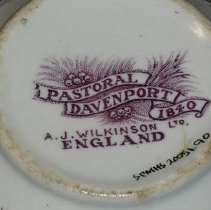 PASTORAL
DAVENPORT
1840
A.J. WILKINSON LTD.
ENGLAND